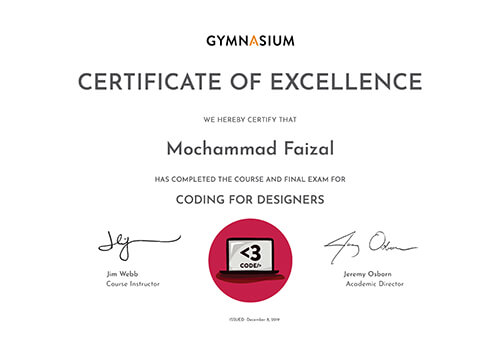 GYMNASIUM
CERTIFICATE OF EXCELLENCE
WE HEREBY CERTIFY THAT
Mochammad Faizal
HAS COMPLETED THE COURSE AND FINAL EXAM FOR
CODING FOR DESIGNERS
<3
CODE/>
Jim Webb
Course Instructor
Jeremy Osborn
Academic Director
ISSUED: December 8, 2019